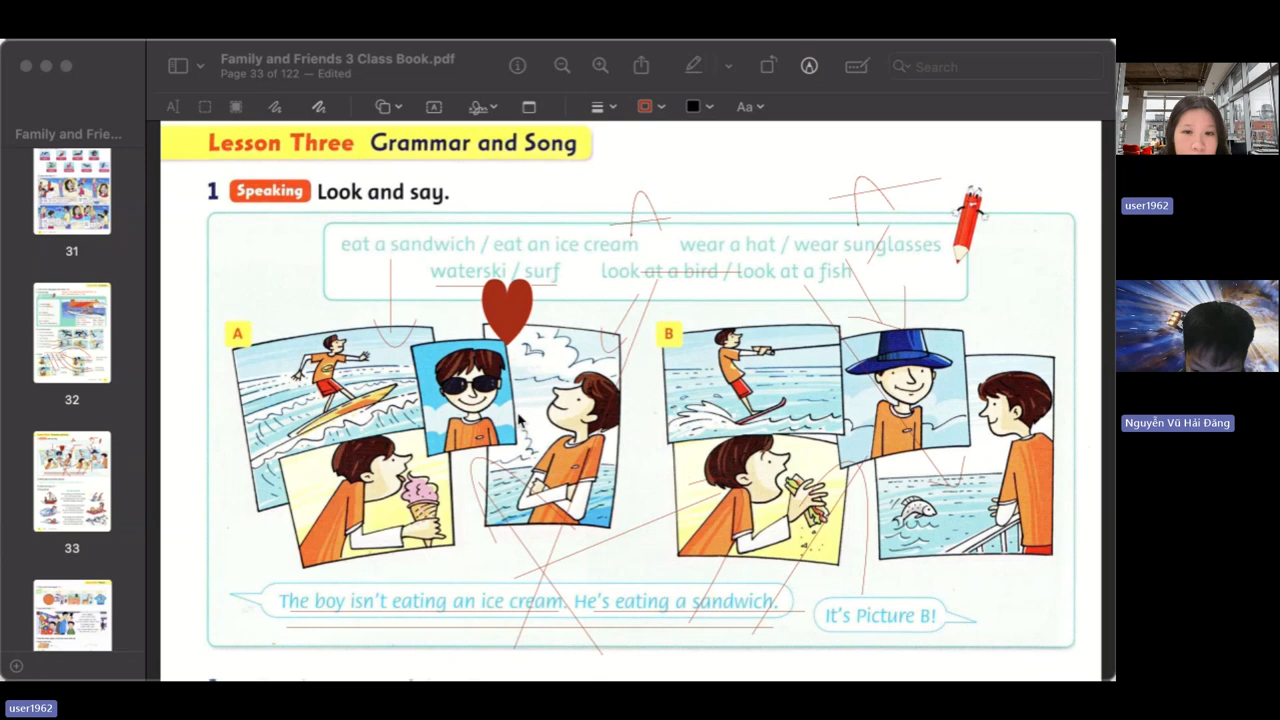 Family and Friends 3 Class Book.pdf
Page 33 of 122 — Edited
Search
Aa
Family and Frie...
31
32
33
Lesson Three Grammar and Song
1 Speaking Look and say.
eat a sandwich / eat an ice cream wear a hat / wear sunglasses
waterski / surf look at a bird / look at a fish
A
B
The boy isn't eating an ice cream. He's eating a sandwich.
It's Picture B!
user1962
Nguyễn Vũ Hải Đăng
user1962